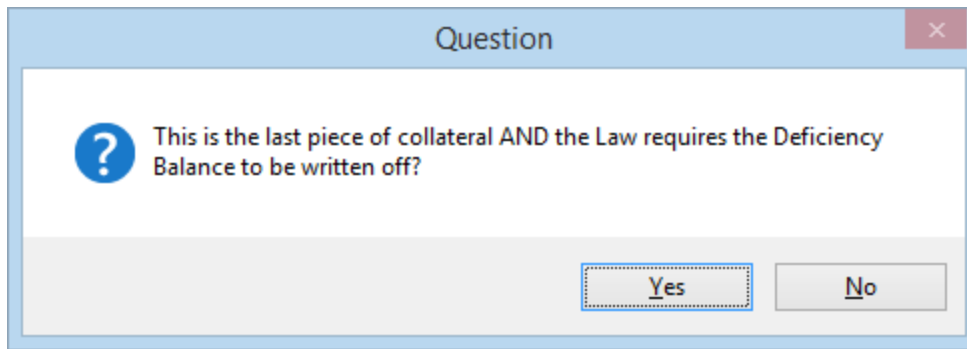 Question
This is the last piece of collateral AND the Law requires the Deficiency
Balance to be written off?
Yes
No